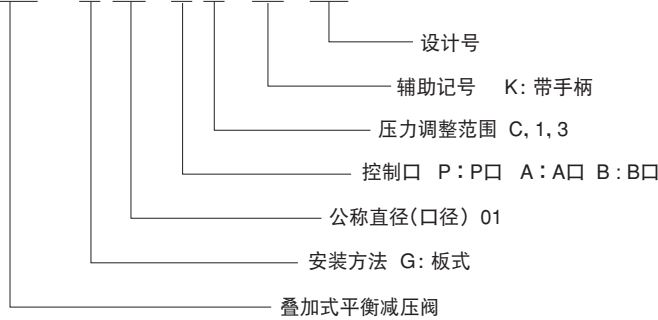 设计号
辅助记号 K: 带手柄
压力调整范围 C, 1, 3
控制口 P：P口 A：A口 B : B口
公称直径(口径) 01
安装方法 G: 板式
叠加式平衡减压阀